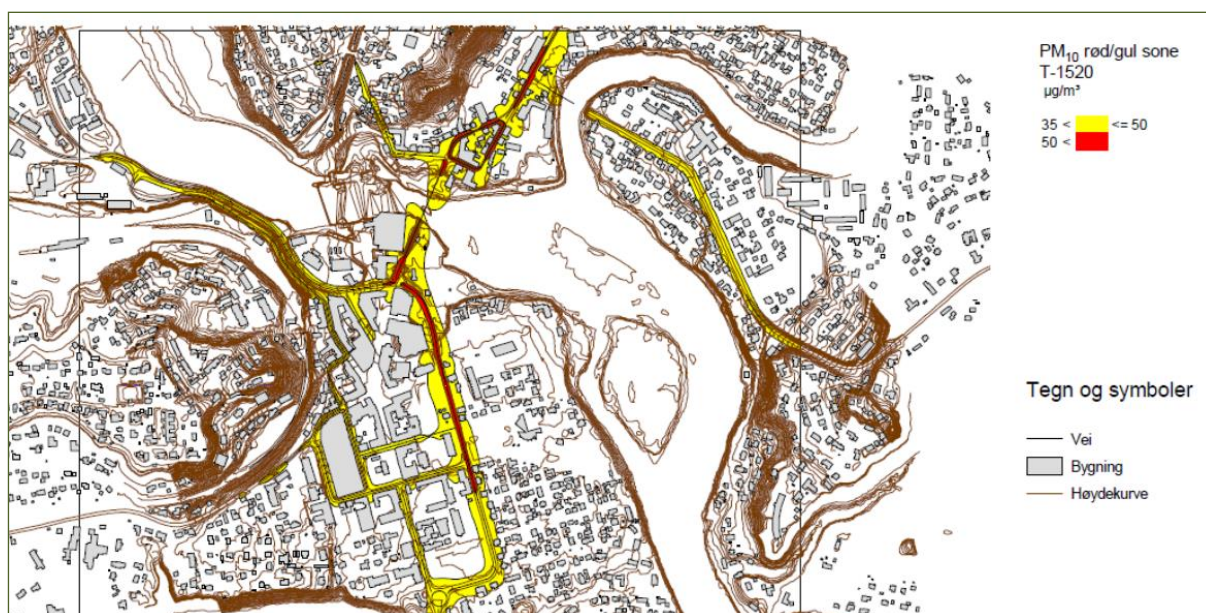 PM₁₀ rød/gul sone
T-1520
µg/m³
35 < <= 50
50 <
Tegn og symboler
Vei
Bygning
Høydekurve